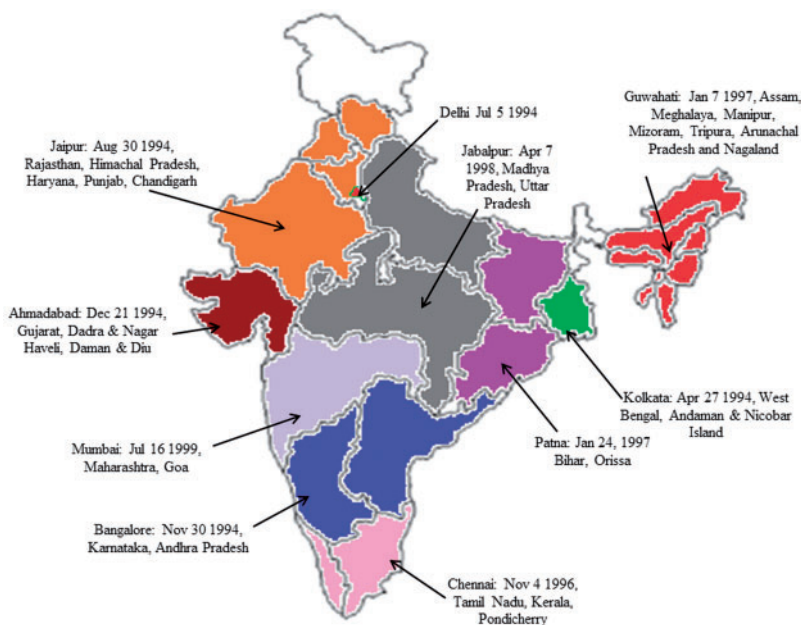 Delhi Jul 5 1994
Guwahati: Jan 7 1997, Assam,
Meghalaya, Manipur,
Mizoram, Tripura, Arunachal
Pradesh and Nagaland
Jaipur: Aug 30 1994,
Rajasthan, Himachal Pradesh,
Haryana, Punjab, Chandigarh
Jabalpur: Apr 7
1998, Madhya
Pradesh, Uttar
Pradesh
Ahmadabad: Dec 21 1994,
Gujarat, Dadra & Nagar
Haveli, Daman & Diu
Kolkata: Apr 27 1994, West
Bengal, Andaman & Nicobar
Island
Mumbai: Jul 16 1999,
Maharashtra, Goa
Patna: Jan 24, 1997
Bihar, Orissa
Bangalore: Nov 30 1994,
Karnataka, Andhra Pradesh
Chennai: Nov 4 1996,
Tamil Nadu, Kerala,
Pondicherry